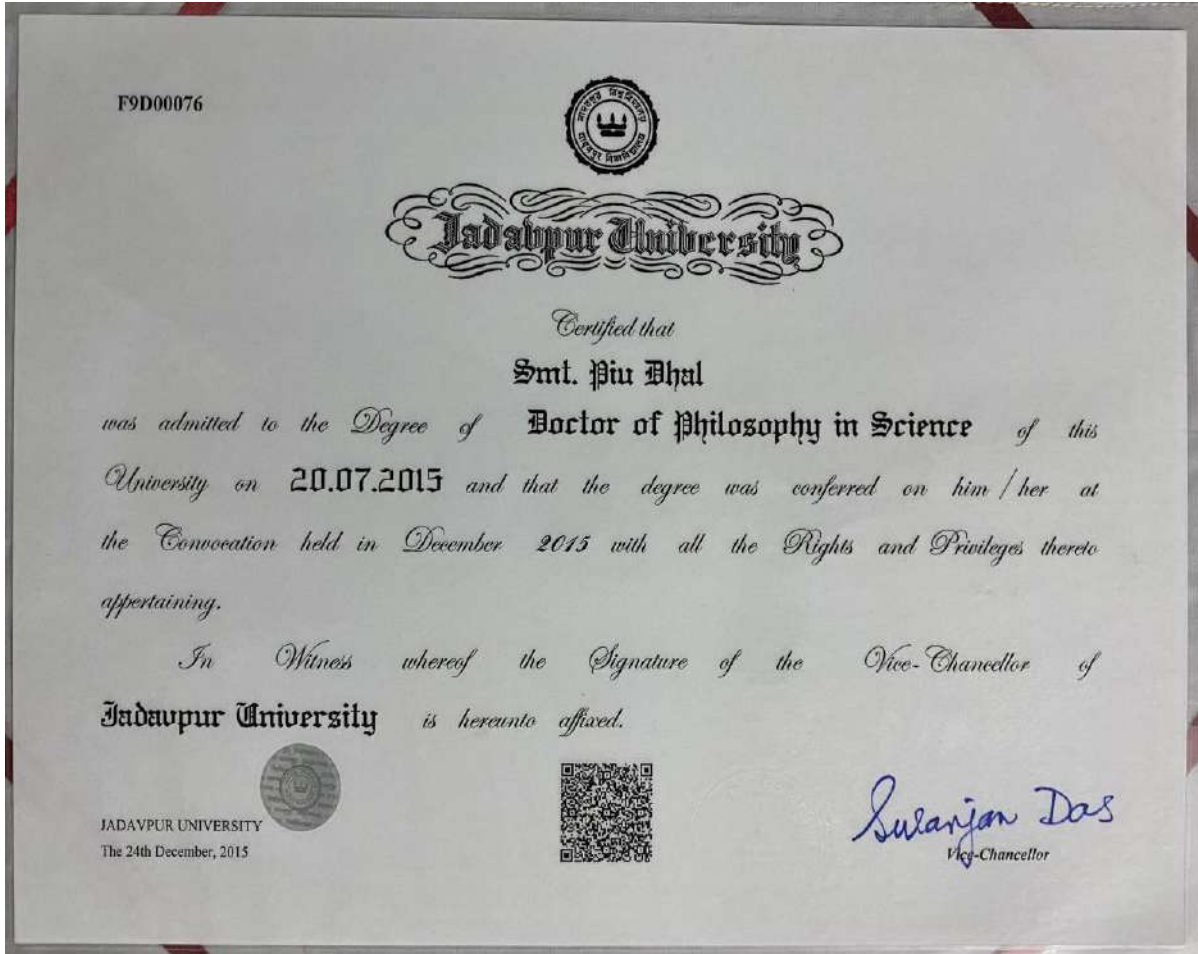 F9D00076
যাদবপুর বিশ্ববিদ্যালয়
Jadavpur University
Certified that
Smt. Piu Dhal
was admitted to the Degree of Doctor of Philosophy in Science of this
University on 20.07.2015 and that the degree was conferred on him / her at
the Convocation held in December 2015 with all the Rights and Privileges thereto
appertaining.
In Witness whereof the Signature of the Vice-Chancellor of
Jadavpur University is hereunto affixed.
JADAVPUR UNIVERSITY
The 24th December, 2015
Suranjan Das
Vice-Chancellor